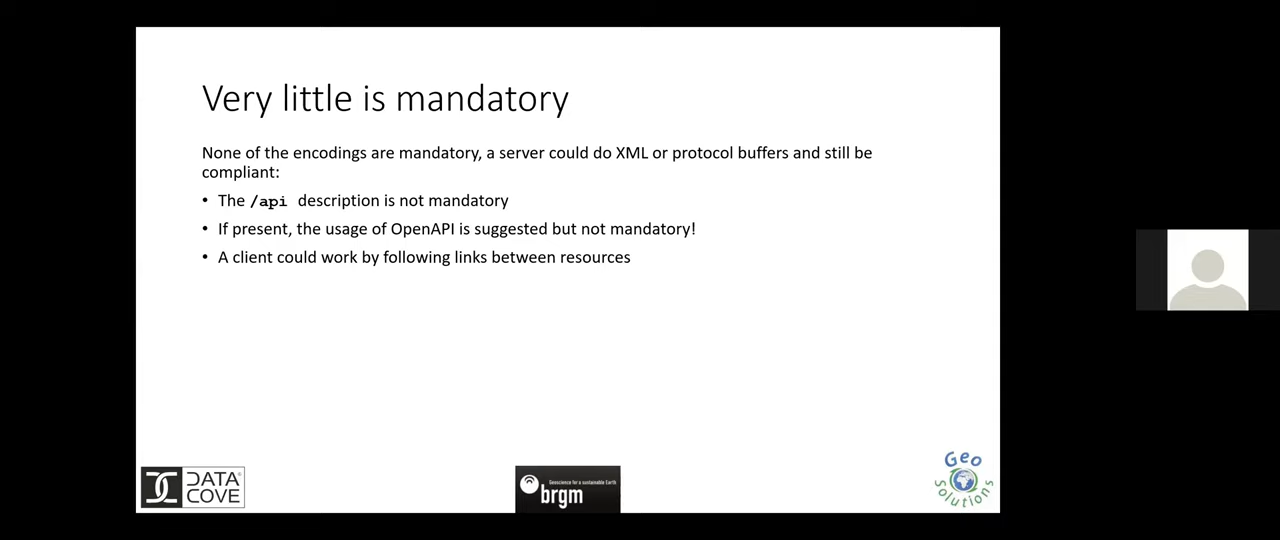 Very little is mandatory
None of the encodings are mandatory, a server could do XML or protocol buffers and still be
compliant:
• The /api description is not mandatory
• If present, the usage of OpenAPI is suggested but not mandatory!
• A client could work by following links between resources
DATA
COVE
Geoscience for a sustainable Earth
brgm
Geo
Solutions